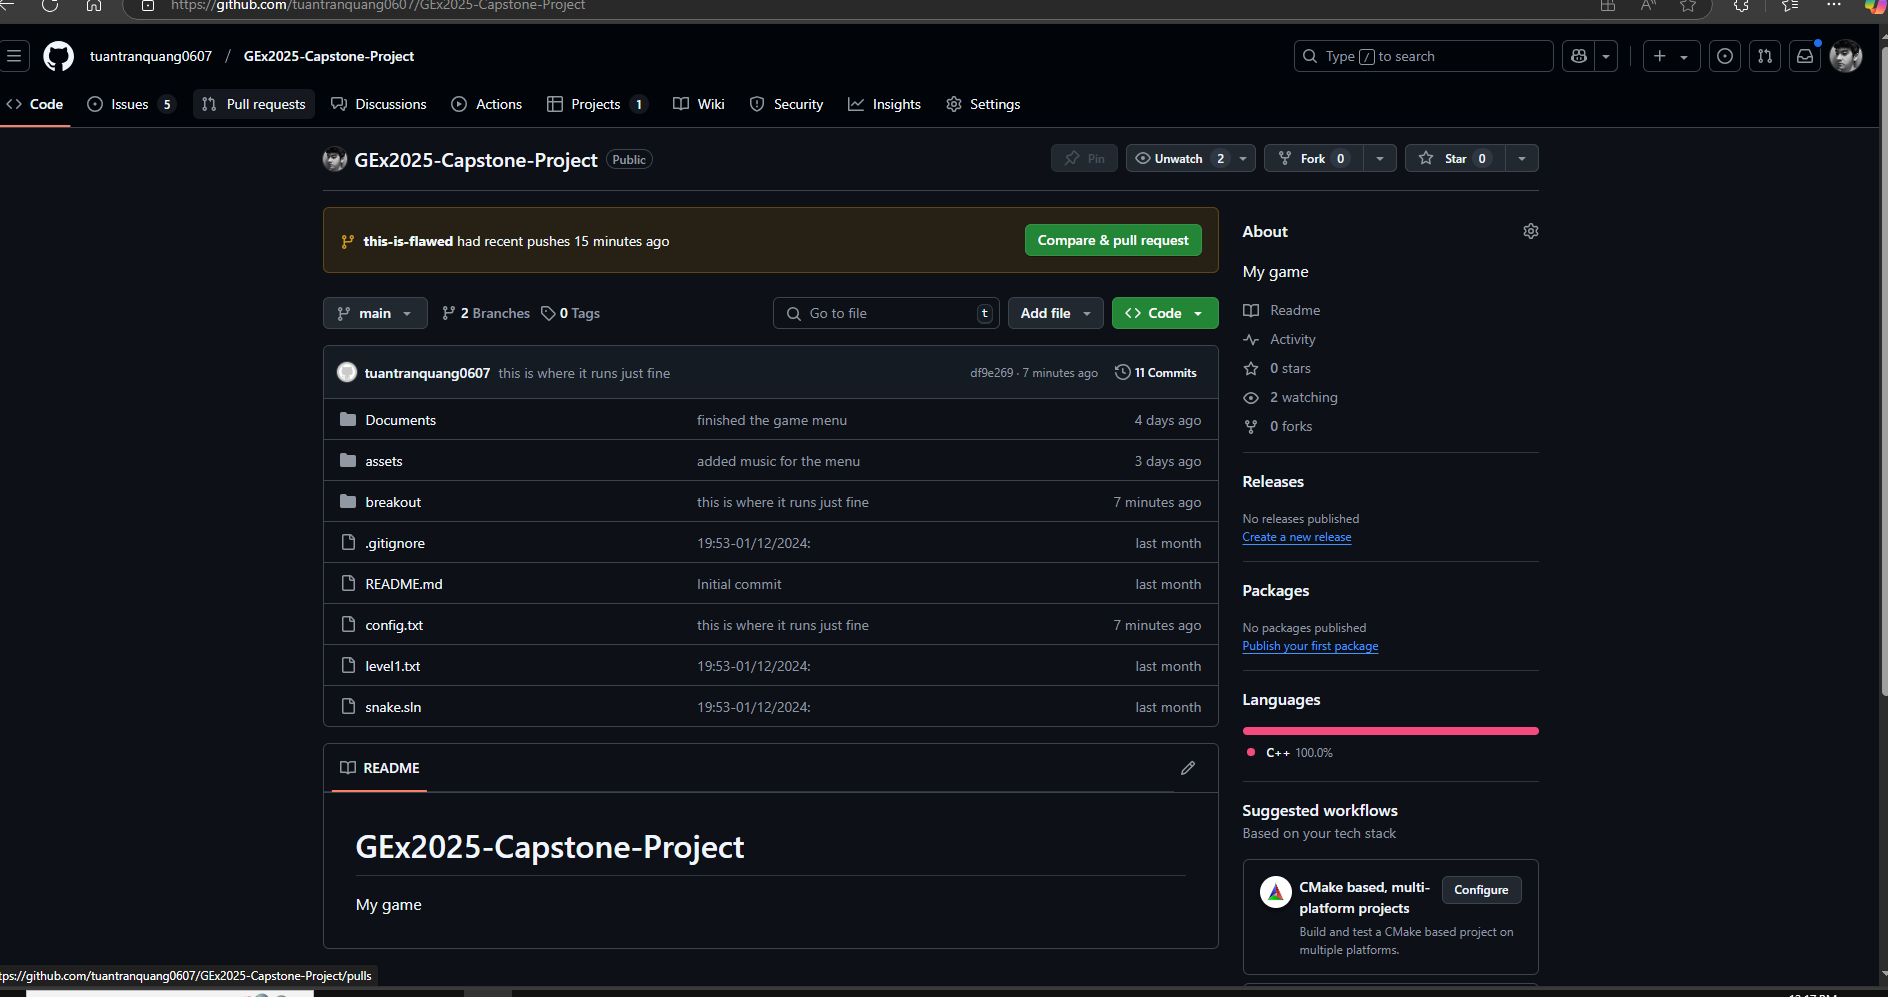 https://github.com/tuantranquang0607/GEx2025-Capstone-Project
tuantranquang0607 / GEx2025-Capstone-Project
Type / to search
Code
Issues 5
Pull requests
Discussions
Actions
Projects 1
Wiki
Security
Insights
Settings
GEx2025-Capstone-Project Public
Pin
Unwatch 2
Fork 0
Star 0
this-is-flawed had recent pushes 15 minutes ago
Compare & pull request
main
2 Branches
0 Tags
Go to file t
Add file
Code
tuantranquang0607 this is where it runs just fine df9e269 · 7 minutes ago 11 Commits
Documents finished the game menu 4 days ago
assets added music for the menu 3 days ago
breakout this is where it runs just fine 7 minutes ago
.gitignore 19:53-01/12/2024: last month
README.md Initial commit last month
config.txt this is where it runs just fine 7 minutes ago
level1.txt 19:53-01/12/2024: last month
snake.sln 19:53-01/12/2024: last month
README
GEx2025-Capstone-Project
My game
About
My game
Readme
Activity
0 stars
2 watching
0 forks
Releases
No releases published
Create a new release
Packages
No packages published
Publish your first package
Languages
C++ 100.0%
Suggested workflows
Based on your tech stack
CMake based, multi-
platform projects
Configure
Build and test a CMake based project on
multiple platforms.
tps://github.com/tuantranquang0607/GEx2025-Capstone-Project/pulls